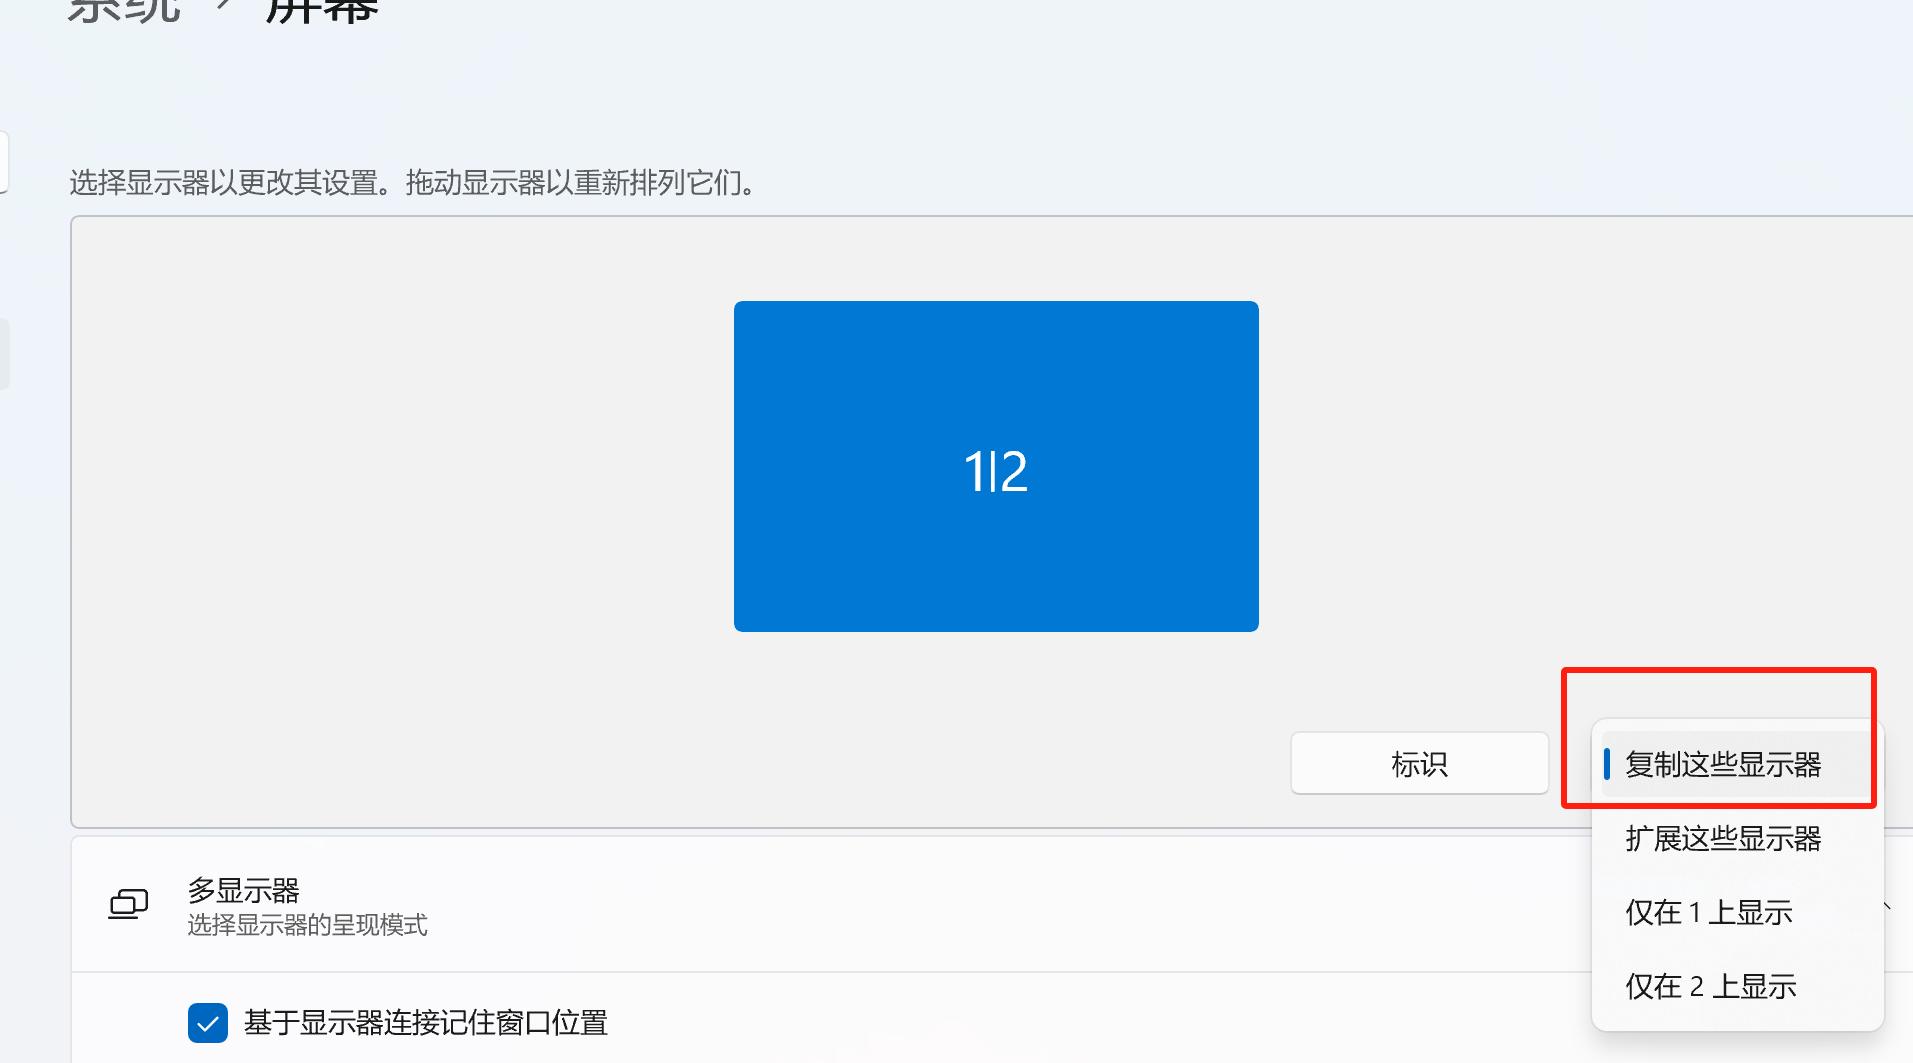 系统 › 屏幕
选择显示器以更改其设置。拖动显示器以重新排列它们。
1|2
标识
复制这些显示器
扩展这些显示器
仅在 1 上显示
仅在 2 上显示
多显示器
选择显示器的呈现模式
基于显示器连接记住窗口位置